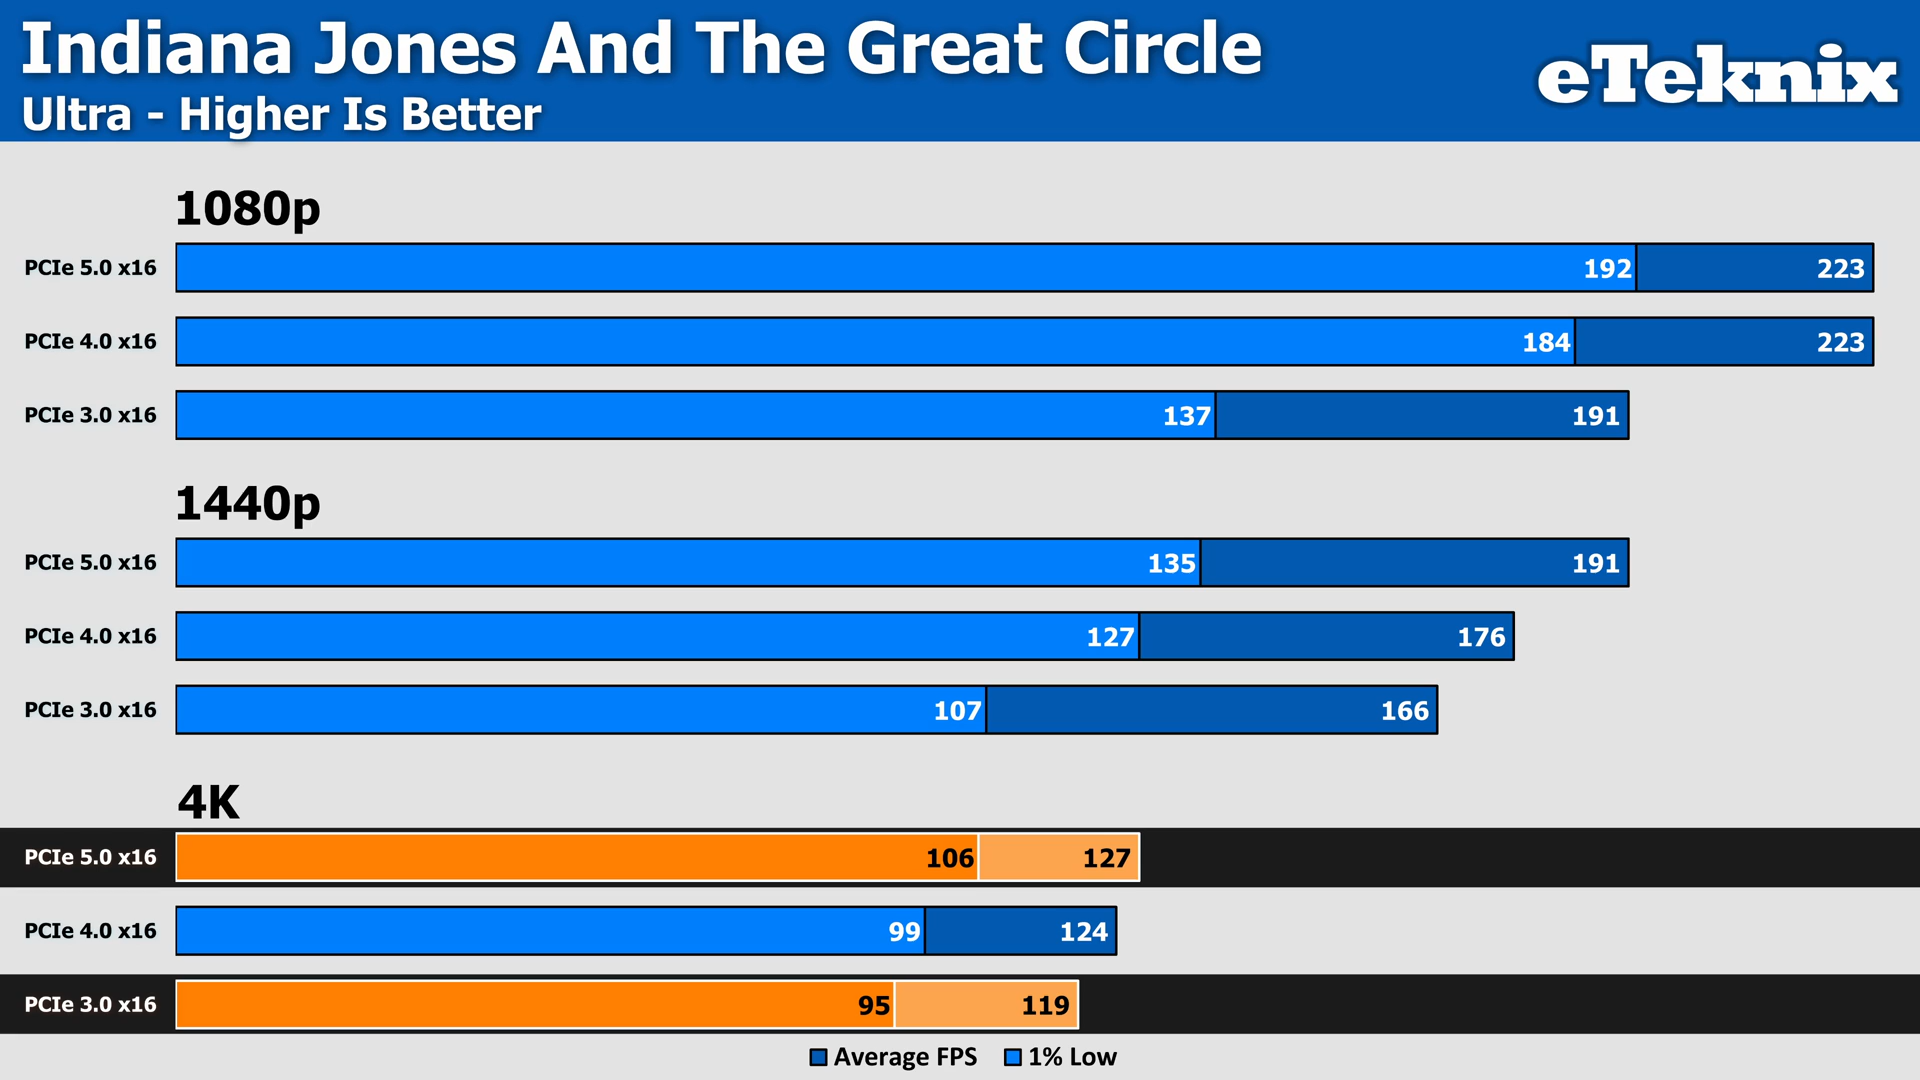 Indiana Jones And The Great Circle
Ultra - Higher Is Better
eTeknix
1080p
PCIe 5.0 x16 192 223
PCIe 4.0 x16 184 223
PCIe 3.0 x16 137 191
1440p
PCIe 5.0 x16 135 191
PCIe 4.0 x16 127 176
PCIe 3.0 x16 107 166
4K
PCIe 5.0 x16 106 127
PCIe 4.0 x16 99 124
PCIe 3.0 x16 95 119
Average FPS 1% Low